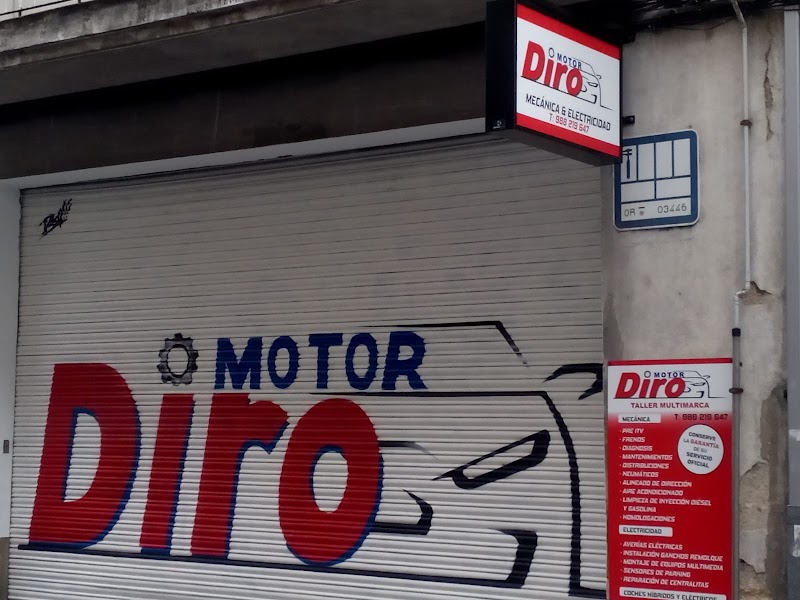 MOTOR
Diro
MECÁNICA & ELECTRICIDAD
T: 988 219 647
OR 03446
MOTOR
Diro
MOTOR
Diro
TALLER MULTIMARCA
T: 988 219 647
MECÁNICA
· PRE ITV
· FRENOS
· DIAGNOSIS
· MANTENIMIENTOS
· DISTRIBUCIONES
· NEUMÁTICOS
· ALINEADO DE DIRECCIÓN
· AIRE ACONDICIONADO
· LIMPIEZA DE INYECCIÓN DIÉSEL
Y GASOLINA
· HOMOLOGACIONES
CONSERVE
LA GARANTÍA
DE SU
SERVICIO
OFICIAL
ELECTRICIDAD
· AVERÍAS ELÉCTRICAS
· INSTALACIÓN GANCHOS REMOLQUE
· MONTAJE DE EQUIPOS MULTIMEDIA
· SENSORES DE PARKING
· REPARACIÓN DE CENTRALITAS
COCHES HÍBRIDOS Y ELÉCTRICOS